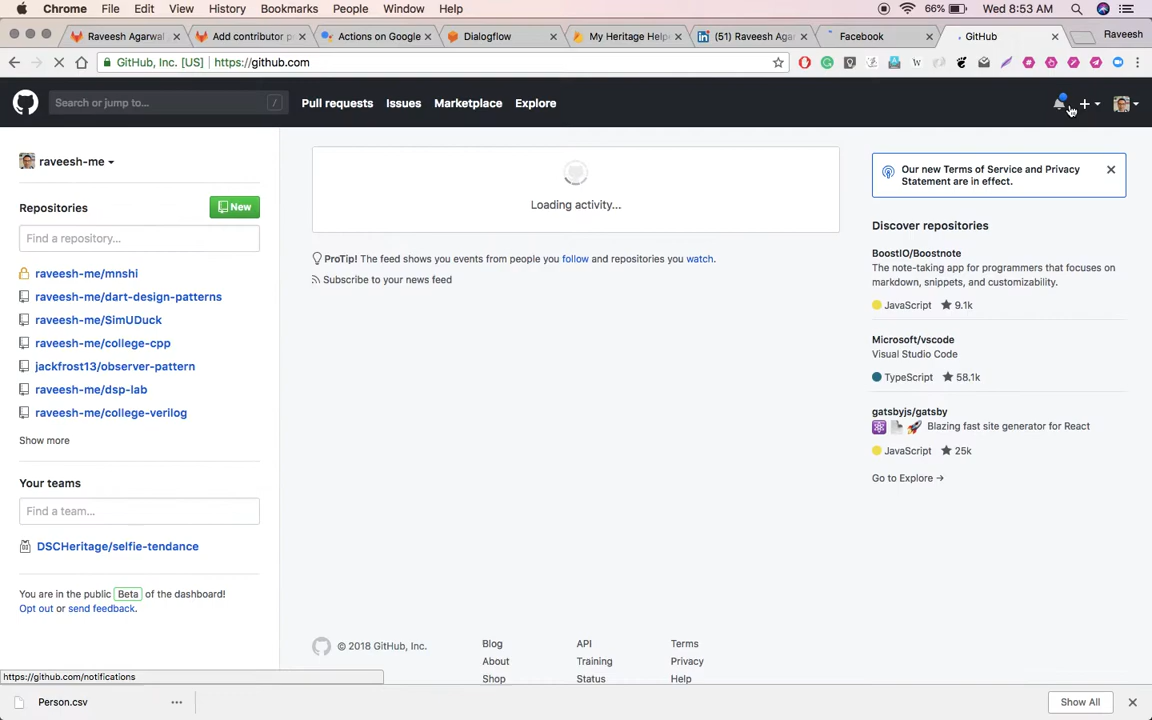 Chrome File Edit View History Bookmarks People Window Help 66% Wed 8:53 AM
Raveesh Agarwal Add contributor p Actions on Google Dialogflow My Heritage Help (51) Raveesh Agar Facebook GitHub Raveesh
GitHub, Inc. [US] https://github.com
Search or jump to... / Pull requests Issues Marketplace Explore
raveesh-me
Repositories New
Find a repository...
raveesh-me/mnshi
raveesh-me/dart-design-patterns
raveesh-me/SimUDuck
raveesh-me/college-cpp
jackfrost13/observer-pattern
raveesh-me/dsp-lab
raveesh-me/college-verilog
Show more
Your teams
Find a team...
DSCHeritage/selfie-tendance
You are in the public Beta of the dashboard!
Opt out or send feedback.
Loading activity...
ProTip! The feed shows you events from people you follow and repositories you watch.
Subscribe to your news feed
Our new Terms of Service and Privacy
Statement are in effect.
Discover repositories
BoostIO/Boostnote
The note-taking app for programmers that focuses on
markdown, snippets, and customizability.
JavaScript 9.1k
Microsoft/vscode
Visual Studio Code
TypeScript 58.1k
gatsbyjs/gatsby
Blazing fast site generator for React
JavaScript 25k
Go to Explore →
© 2018 GitHub, Inc.
Blog API Terms
About Training Privacy
Shop Status Help
https://github.com/notifications
Person.csv Show All